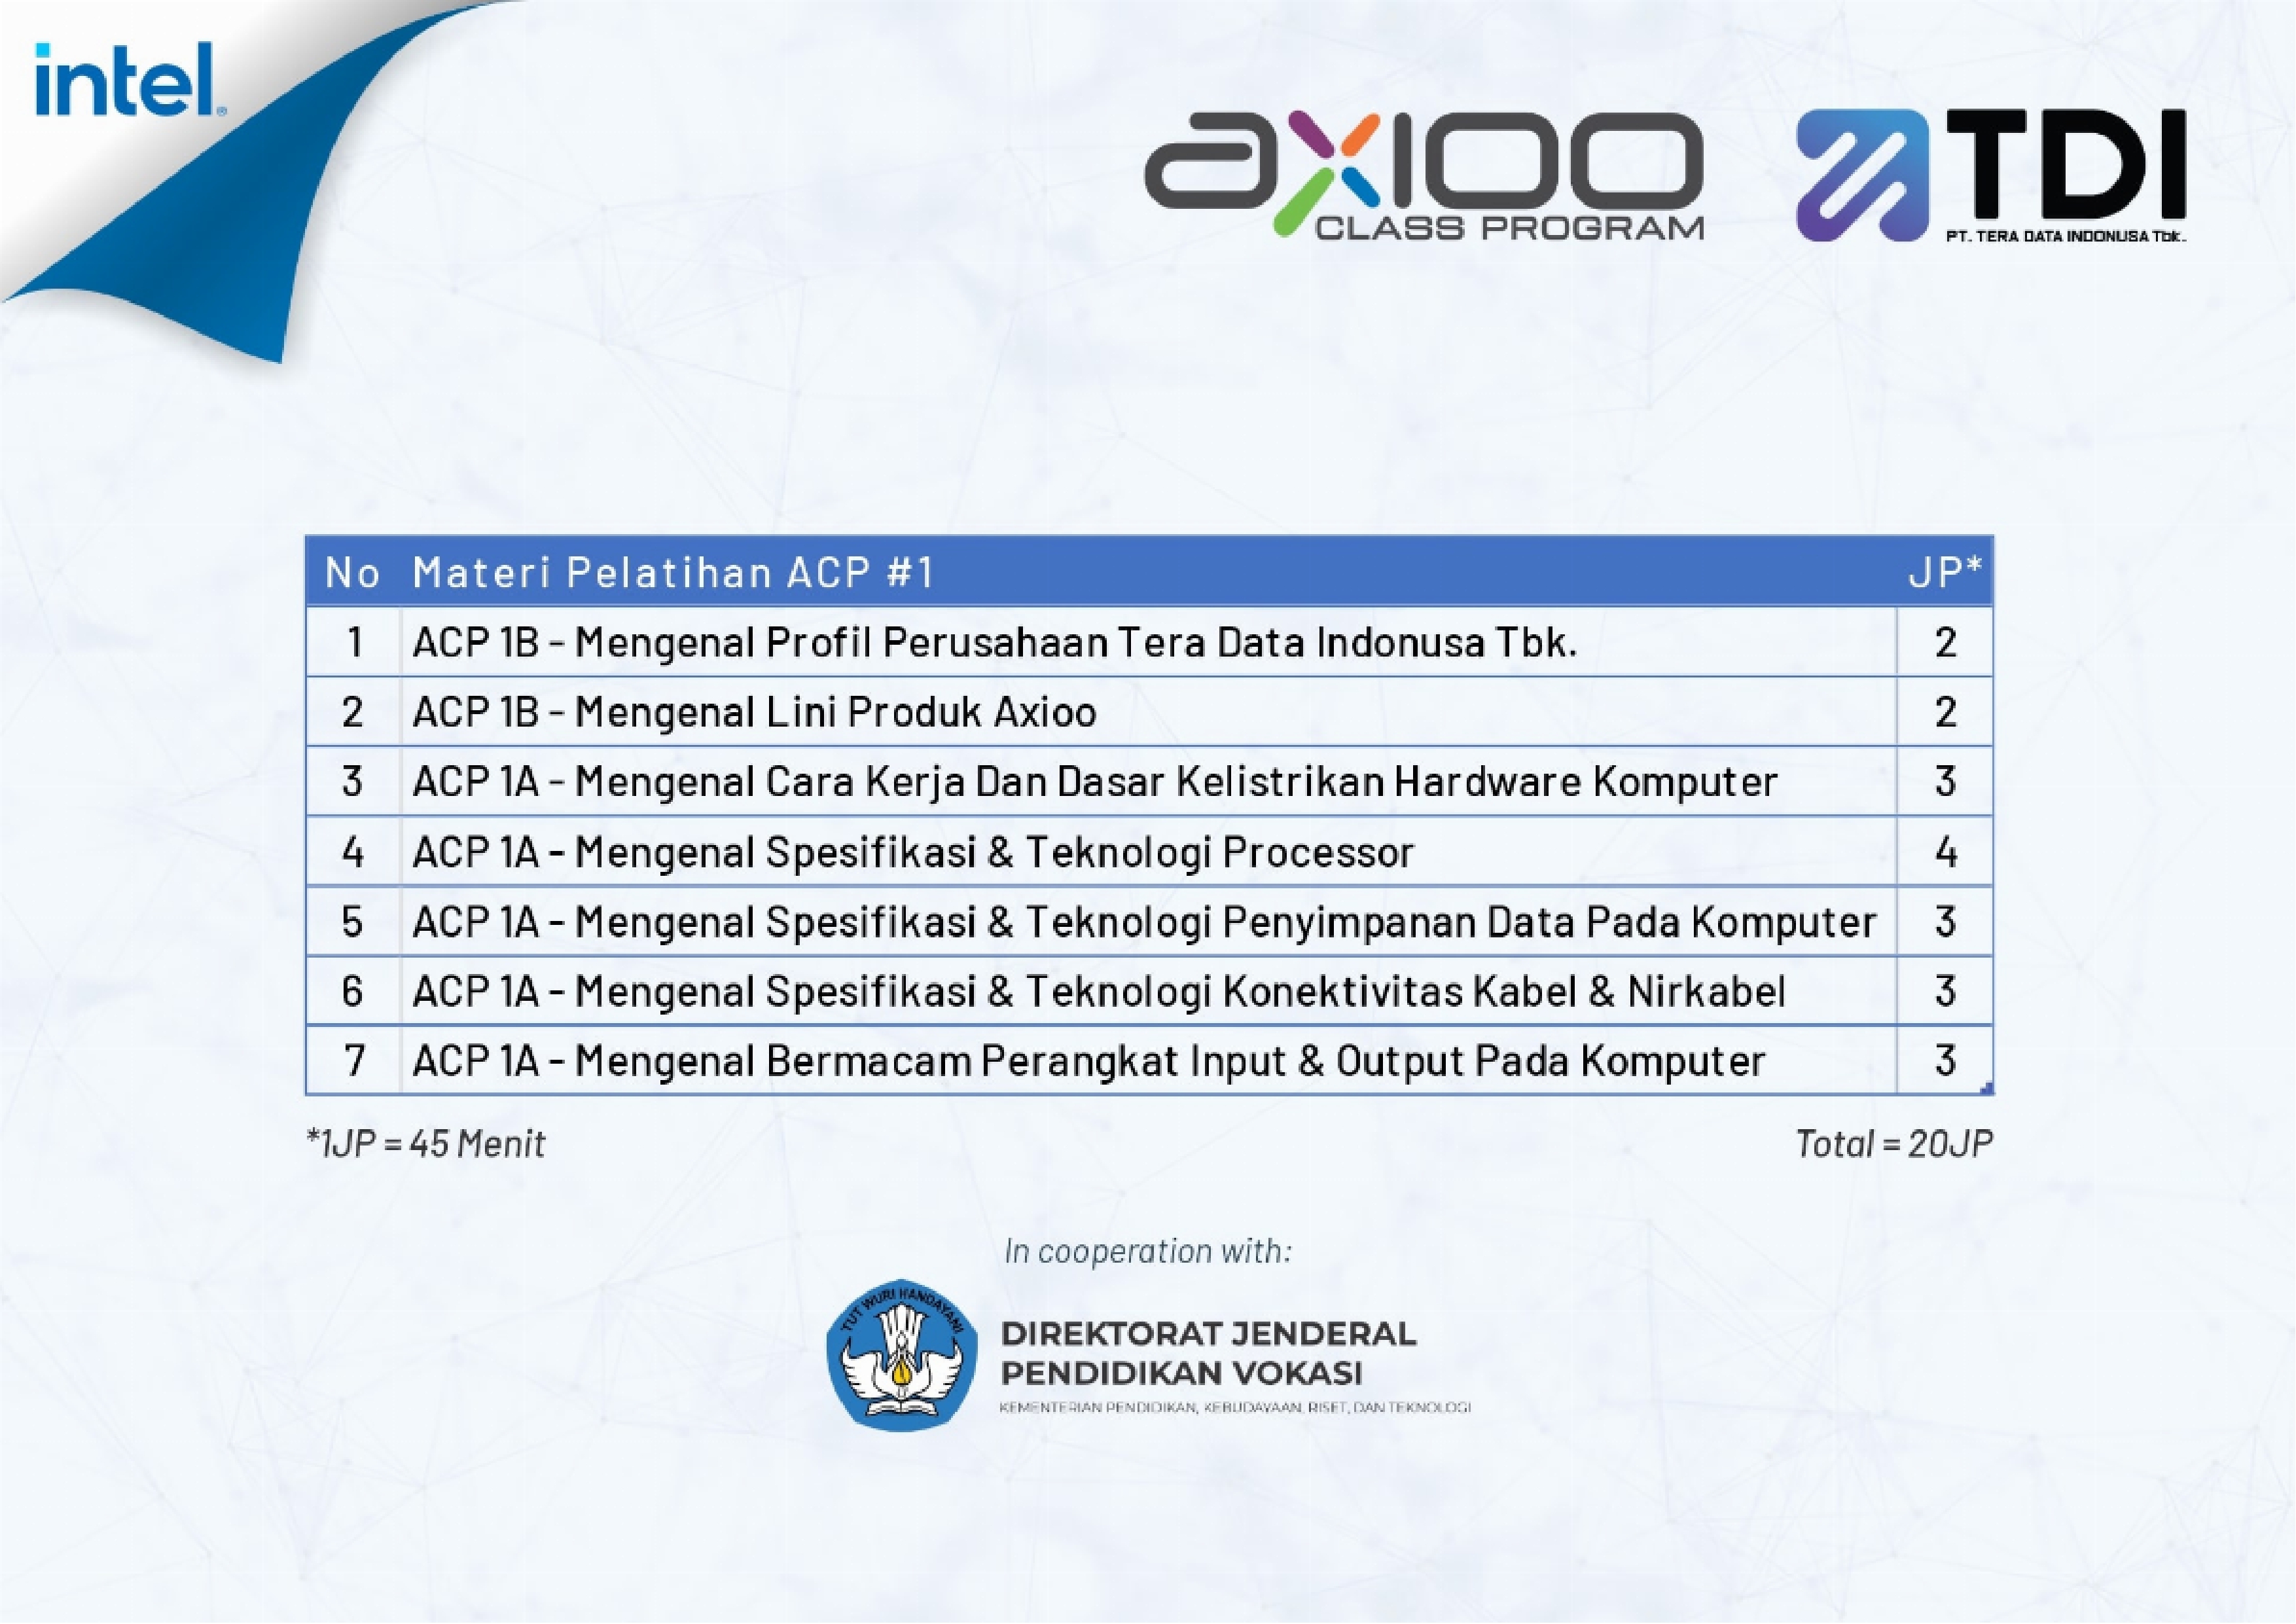 intel®
axioo
CLASS PROGRAM
TDI
PT. TERA DATA INDONUSA Tbk.
No Materi Pelatihan ACP #1 JP*
1 ACP 1B - Mengenal Profil Perusahaan Tera Data Indonusa Tbk. 2
2 ACP 1B - Mengenal Lini Produk Axioo 2
3 ACP 1A - Mengenal Cara Kerja Dan Dasar Kelistrikan Hardware Komputer 3
4 ACP 1A - Mengenal Spesifikasi & Teknologi Processor 4
5 ACP 1A - Mengenal Spesifikasi & Teknologi Penyimpanan Data Pada Komputer 3
6 ACP 1A - Mengenal Spesifikasi & Teknologi Konektivitas Kabel & Nirkabel 3
7 ACP 1A - Mengenal Bermacam Perangkat Input & Output Pada Komputer 3
*1JP = 45 Menit Total = 20JP
In cooperation with:
TUT WURI HANDAYANI
DIREKTORAT JENDERAL
PENDIDIKAN VOKASI
KEMENTERIAN PENDIDIKAN, KEBUDAYAAN, RISET, DAN TEKNOLOGI